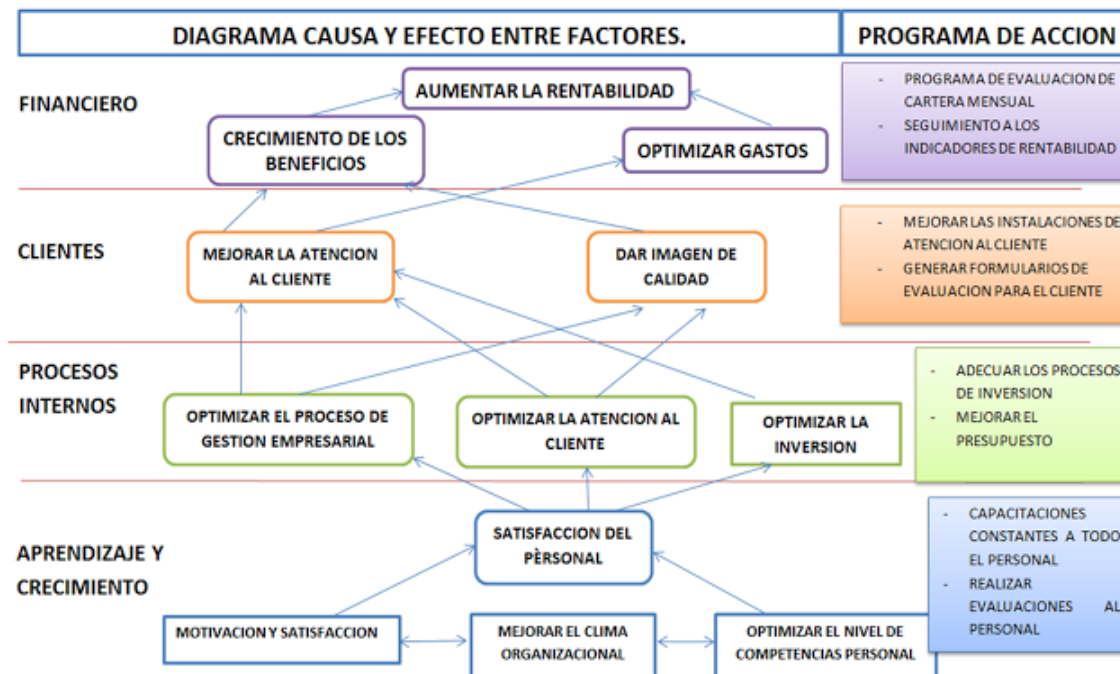 DIAGRAMA CAUSA Y EFECTO ENTRE FACTORES.
PROGRAMA DE ACCION
FINANCIERO
AUMENTAR LA RENTABILIDAD
CRECIMIENTO DE LOS
BENEFICIOS
OPTIMIZAR GASTOS
- PROGRAMA DE EVALUACION DE
CARTERA MENSUAL
- SEGUIMIENTO A LOS
INDICADORES DE RENTABILIDAD
CLIENTES
MEJORAR LA ATENCION
AL CLIENTE
DAR IMAGEN DE
CALIDAD
- MEJORAR LAS INSTALACIONES DE
ATENCION AL CLIENTE
- GENERAR FORMULARIOS DE
EVALUACION PARA EL CLIENTE
PROCESOS
INTERNOS
OPTIMIZAR EL PROCESO DE
GESTION EMPRESARIAL
OPTIMIZAR LA ATENCION AL
CLIENTE
OPTIMIZAR LA
INVERSION
- ADECUAR LOS PROCESOS
DE INVERSION
- MEJORAR EL
PRESUPUESTO
APRENDIZAJE Y
CRECIMIENTO
SATISFACCION DEL
PÈRSONAL
MOTIVACION Y SATISFACCION
MEJORAR EL CLIMA
ORGANIZACIONAL
OPTIMIZAR EL NIVEL DE
COMPETENCIAS PERSONAL
- CAPACITACIONES
CONSTANTES A TODO
EL PERSONAL
- REALIZAR
EVALUACIONES AL
PERSONAL